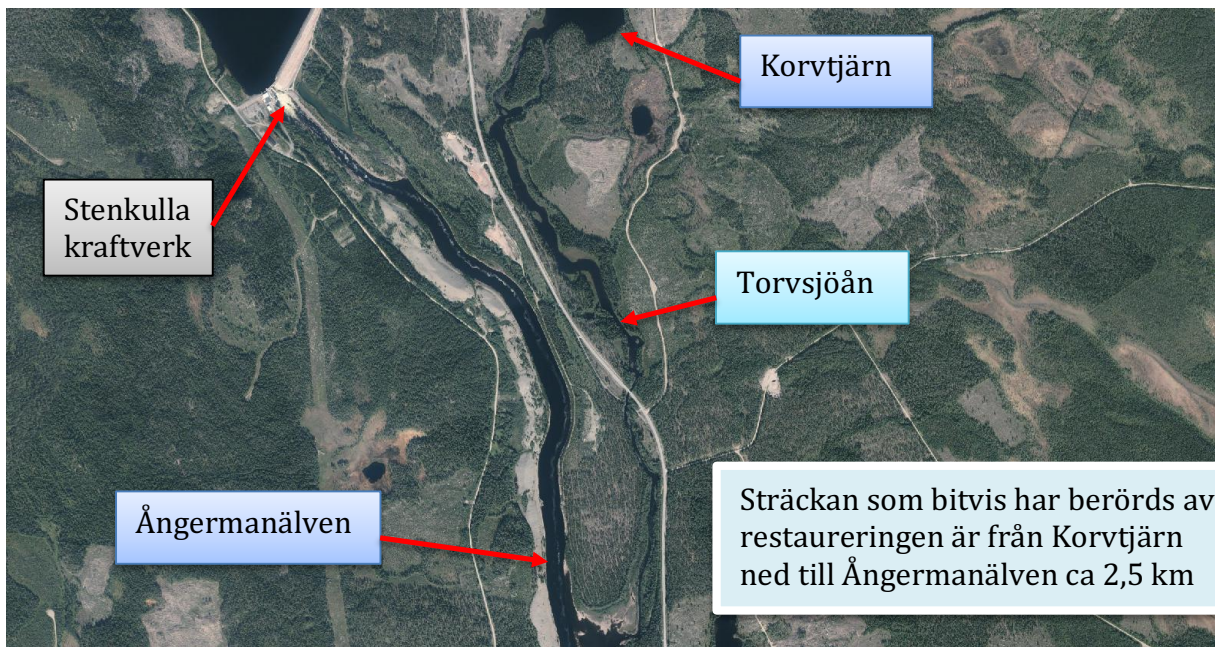 Korvtjärn
Stenkulla
kraftverk
Torvsjöån
Ångermanälven
Sträckan som bitvis har berörds av
restaureringen är från Korvtjärn
ned till Ångermanälven ca 2,5 km